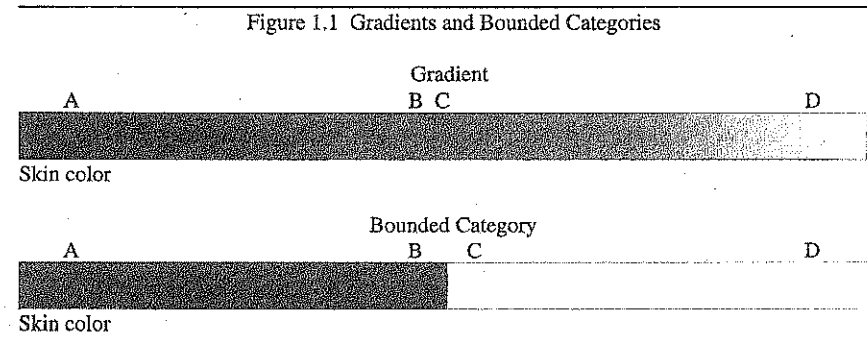 Figure 1.1 Gradients and Bounded Categories
Gradient
A B C D
Skin color
Bounded Category
A B C D
Skin color